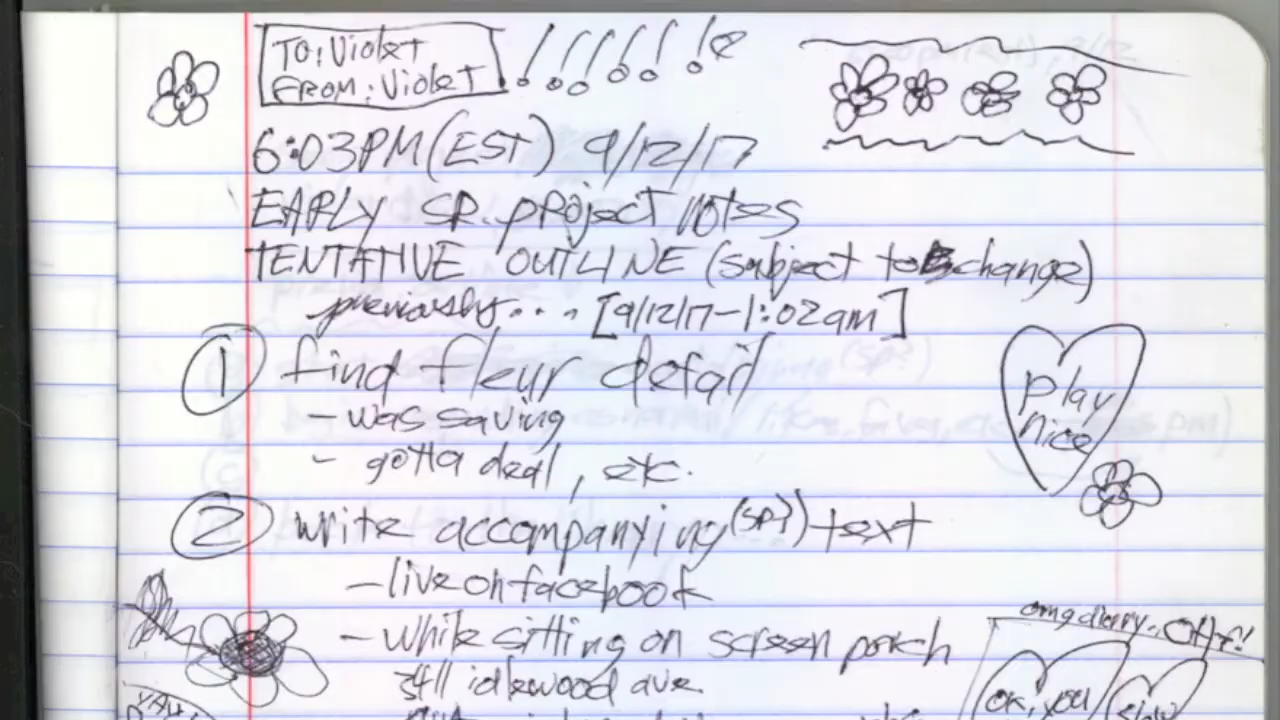 TO: Violet
FROM: Violet
!!!!!!
6:03PM (EST) 9/12/17
EARLY SR. project notes
TENTATIVE OUTLINE (subject to change)
previously... [9/12/17-1:02am]
1 find fleur detail
- was saving
- gotta deal, etc.
play
nice
2 write accompanying (sp?) text
- live on facebook
- while sitting on screen porch
idlewood ave.
omg diary..
ok, you